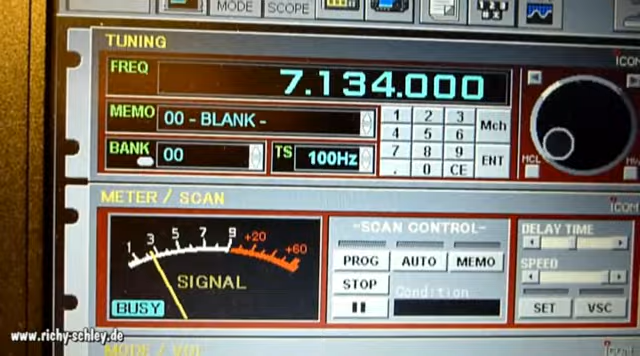 MODE SCOPE
TUNING
ICOM
FREQ 7.134.000
MEMO 00 - BLANK -
BANK 00 TS 100Hz
1 2 3 Mch
4 5 6
7 8 9 ENT
. 0 CE
MCL
METER / SCAN
ICOM
1 3 5 7 9 +20 +60
SIGNAL
BUSY
-SCAN CONTROL-
PROG AUTO MEMO
STOP
Condition
DELAY TIME
SPEED
SET VSC
www.richy-schley.de
MODE / VOL